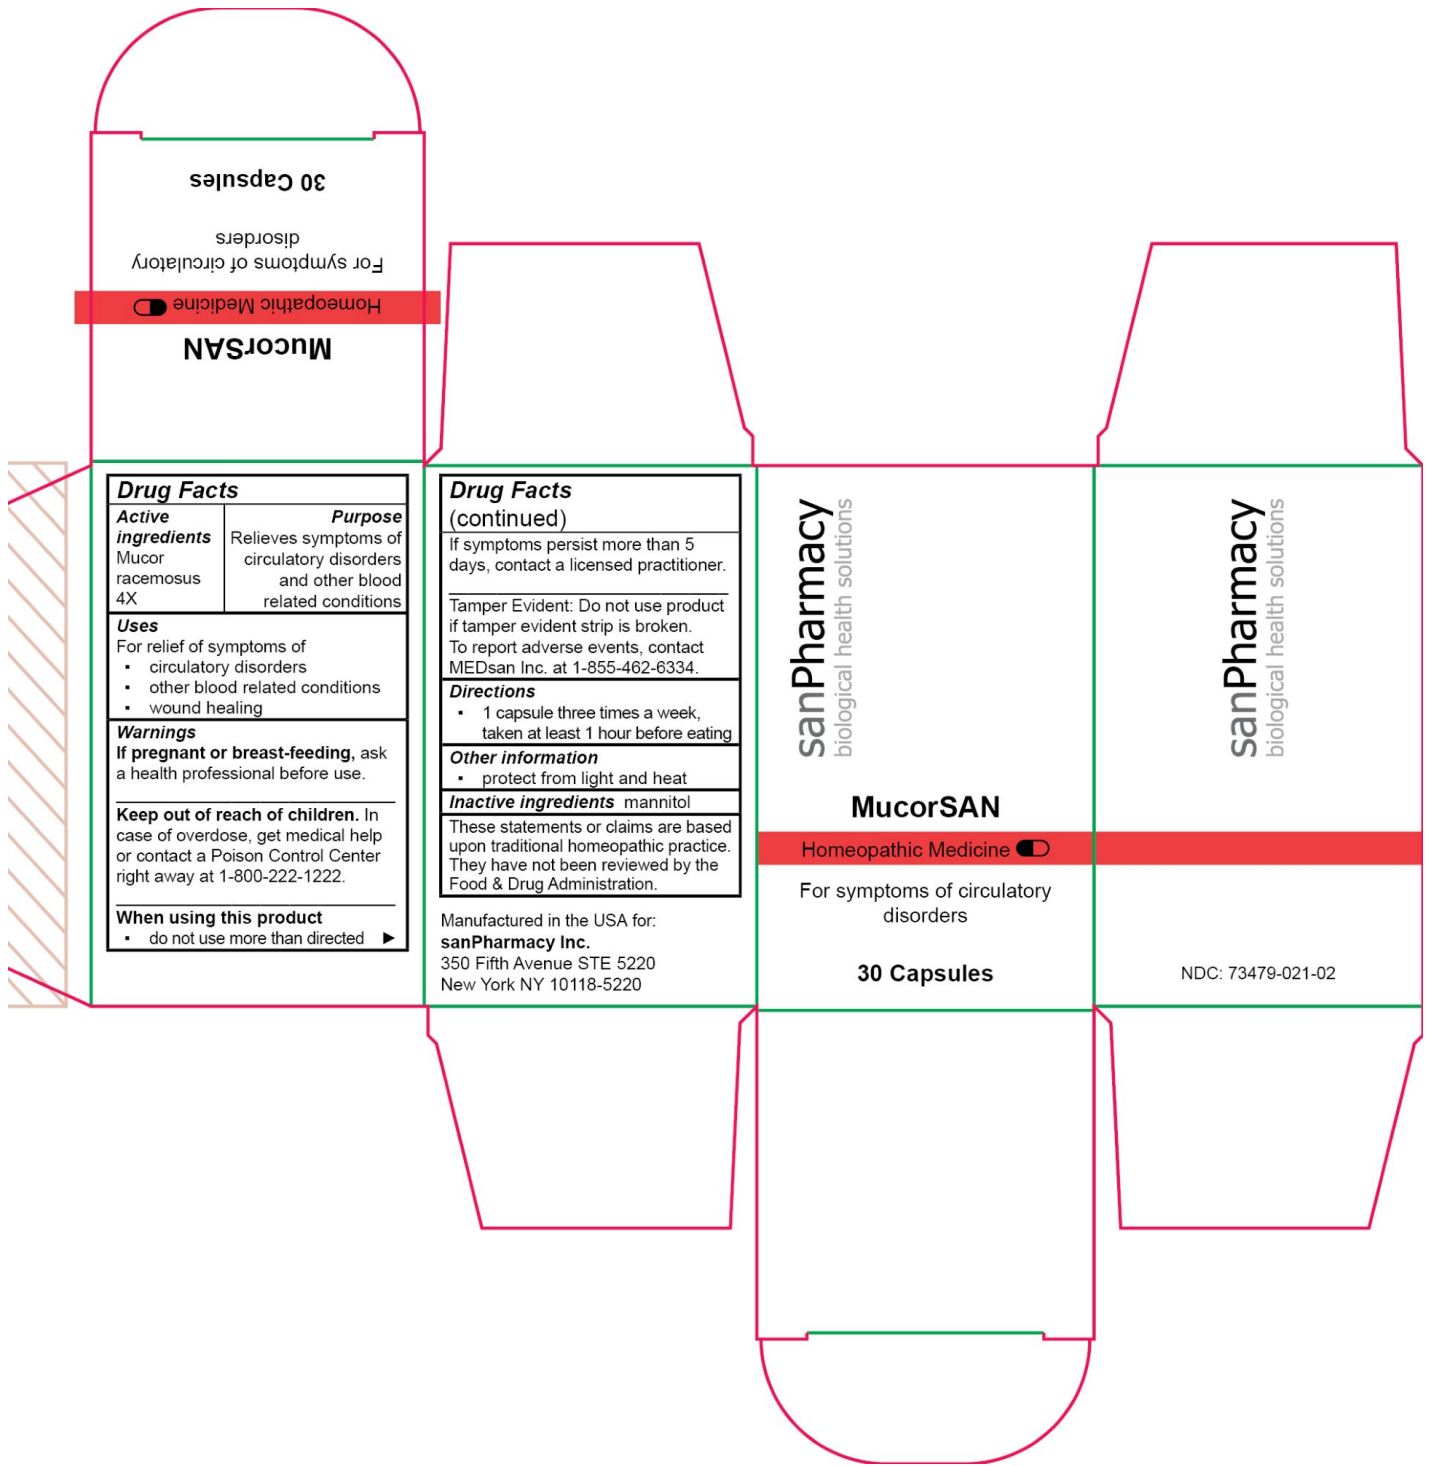 30 Capsules
For symptoms of circulatory
disorders
Homeopathic Medicine
MucorSAN
Drug Facts
Active
ingredients
Mucor
racemosus
4X
Purpose
Relieves symptoms of
circulatory disorders
and other blood
related conditions
Uses
For relief of symptoms of
▪ circulatory disorders
▪ other blood related conditions
▪ wound healing
Warnings
If pregnant or breast-feeding, ask
a health professional before use.
Keep out of reach of children. In
case of overdose, get medical help
or contact a Poison Control Center
right away at 1-800-222-1222.
When using this product
▪ do not use more than directed ►
Drug Facts
(continued)
If symptoms persist more than 5
days, contact a licensed practitioner.
Tamper Evident: Do not use product
if tamper evident strip is broken.
To report adverse events, contact
MEDsan Inc. at 1-855-462-6334.
Directions
▪ 1 capsule three times a week,
taken at least 1 hour before eating
Other information
▪ protect from light and heat
Inactive ingredients mannitol
These statements or claims are based
upon traditional homeopathic practice.
They have not been reviewed by the
Food & Drug Administration.
Manufactured in the USA for:
sanPharmacy Inc.
350 Fifth Avenue STE 5220
New York NY 10118-5220
sanPharmacy
biological health solutions
MucorSAN
Homeopathic Medicine
For symptoms of circulatory
disorders
30 Capsules
sanPharmacy
biological health solutions
NDC: 73479-021-02